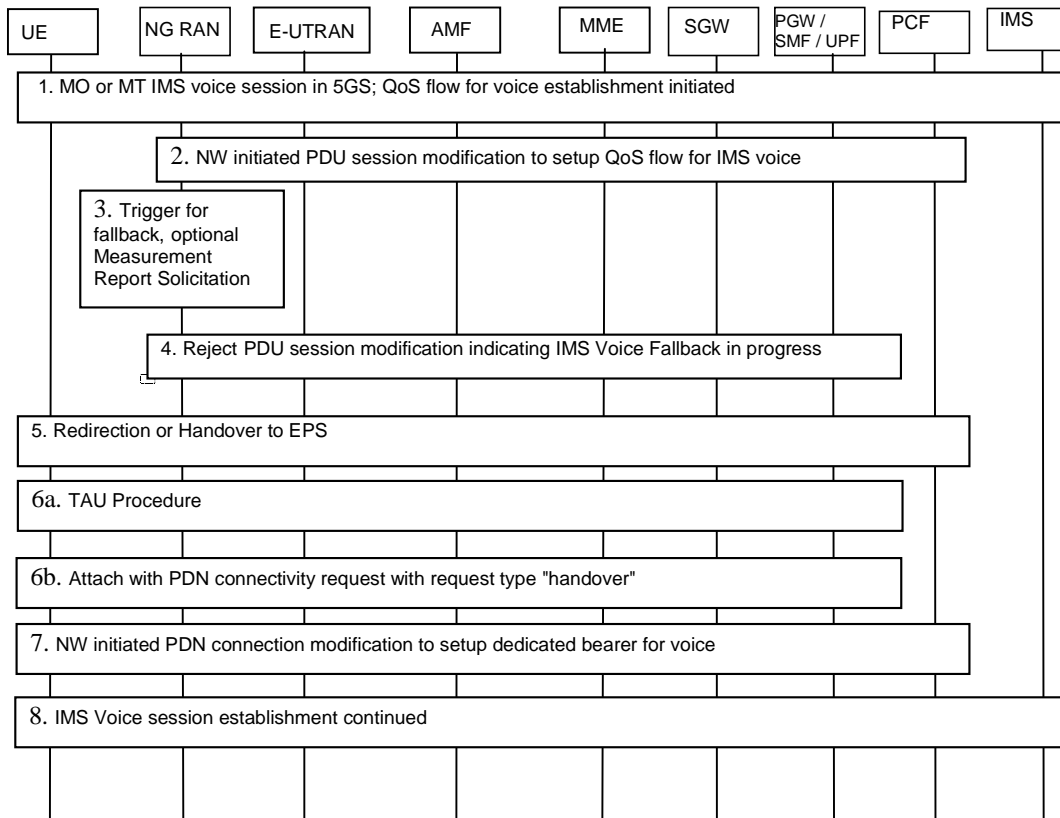 UE
NG RAN
E-UTRAN
AMF
MME
SGW
PGW /
SMF / UPF
PCF
IMS
1. MO or MT IMS voice session in 5GS; QoS flow for voice establishment initiated
2. NW initiated PDU session modification to setup QoS flow for IMS voice
3. Trigger for
fallback, optional
Measurement
Report Solicitation
4. Reject PDU session modification indicating IMS Voice Fallback in progress
5. Redirection or Handover to EPS
6a. TAU Procedure
6b. Attach with PDN connectivity request with request type "handover"
7. NW initiated PDN connection modification to setup dedicated bearer for voice
8. IMS Voice session establishment continued